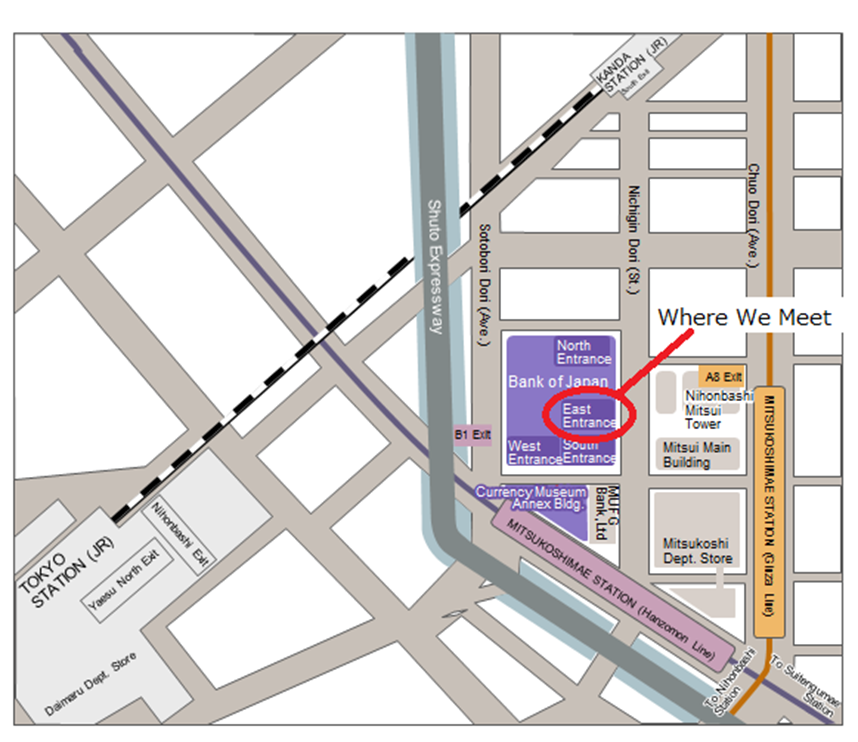 KANDA
STATION (JR)
South Exit
Shuto Expressway
Sotobori Dori (Ave.)
Nichigin Dori (St.)
Chuo Dori (Ave.)
Where We Meet
North
Entrance
Bank of Japan
East
Entrance
West
Entrance
South
Entrance
B1 Exit
A8 Exit
Nihonbashi
Mitsui
Tower
Mitsui Main
Building
Currency Museum
Annex Bldg.
MUFG
Bank,Ltd
Mitsukoshi
Dept. Store
MITSUKOSHIMAE STATION (Ginza Line)
MITSUKOSHIMAE STATION (Hanzomon Line)
TOKYO
STATION (JR)
Nihonbashi Exit
Yaesu North Exit
Daimaru Dept. Store
To Nihonbashi
Station
To Suitengumae
Station